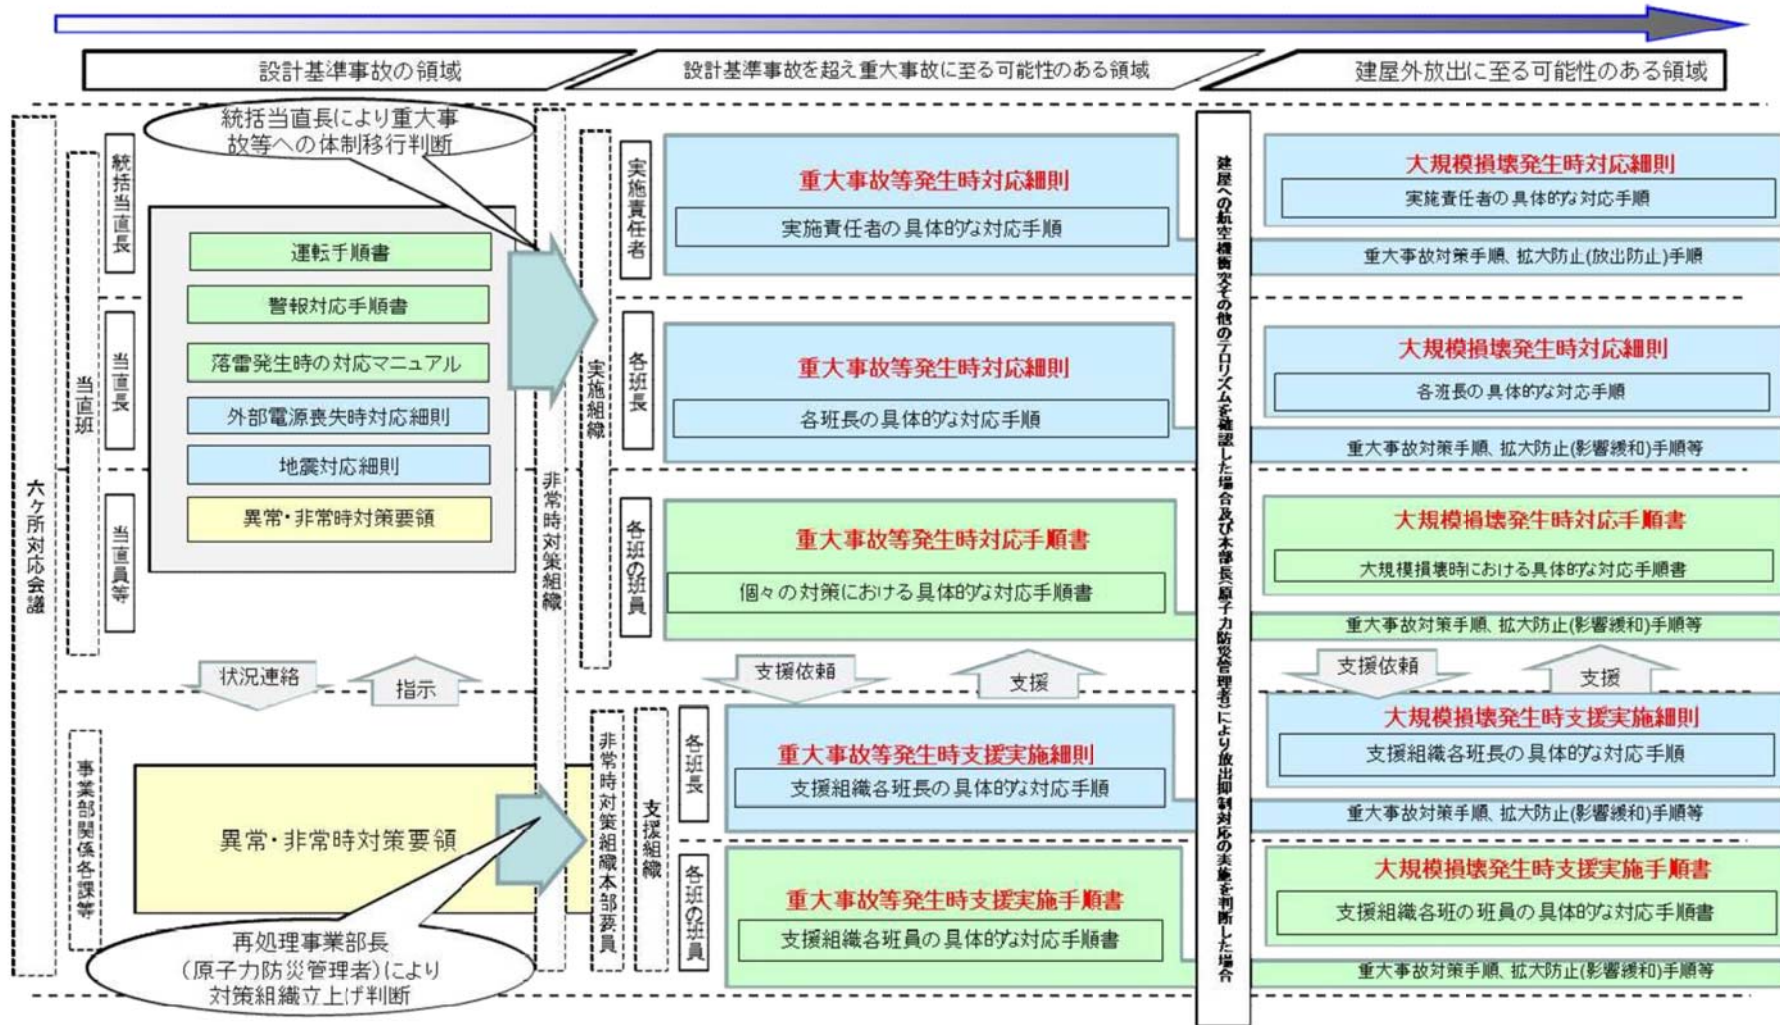 設計基準事故の領域
設計基準事故を超え重大事故に至る可能性のある領域
建屋外放出に至る可能性のある領域
統括当直長により重大事
故等への体制移行判断
六ケ所対応会議
当直班
統括当直長
当直長
当直員等
運転手順書
警報対応手順書
落雷発生時の対応マニュアル
外部電源喪失時対応細則
地震対応細則
異常・非常時対策要領
非常時対策組織
実施組織
実施責任者
各班長
各班の班員
重大事故等発生時対応細則
実施責任者の具体的な対応手順
重大事故等発生時対応細則
各班長の具体的な対応手順
重大事故等発生時対応手順書
個々の対策における具体的な対応手順書
建屋への航空機衝突その他のテロリズムを確認した場合及び本部長(原子力防災管理者)により放出抑制対応の実施を判断した場合
大規模損壊発生時対応細則
実施責任者の具体的な対応手順
重大事故対策手順、拡大防止(放出防止)手順
大規模損壊発生時対応細則
各班長の具体的な対応手順
重大事故対策手順、拡大防止(影響緩和)手順等
大規模損壊発生時対応手順書
大規模損壊時における具体的な対応手順書
重大事故対策手順、拡大防止(影響緩和)手順等
状況連絡
指示
支援依頼
支援
支援依頼
支援
事業部関係各課等
異常・非常時対策要領
再処理事業部長
(原子力防災管理者)により
対策組織立上げ判断
非常時対策組織本部要員
支援組織
各班長
各班の班員
重大事故等発生時支援実施細則
支援組織各班長の具体的な対応手順
重大事故等発生時支援実施手順書
支援組織各班員の具体的な対応手順書
大規模損壊発生時支援実施細則
支援組織各班長の具体的な対応手順
重大事故対策手順、拡大防止(影響緩和)手順等
大規模損壊発生時支援実施手順書
支援組織各班の班員の具体的な対応手順書
重大事故対策手順、拡大防止(影響緩和)手順等